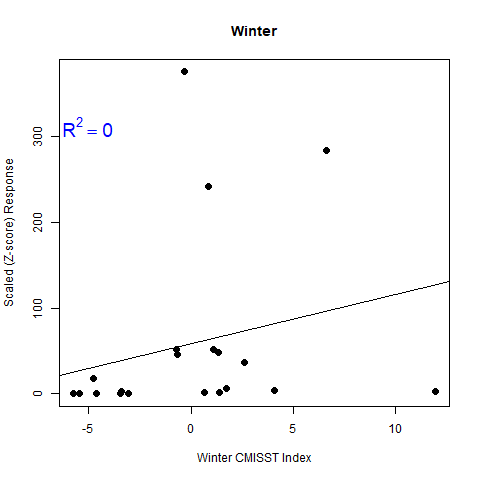 Winter
R² = 0
Scaled (Z-score) Response
0
100
200
300
-5
0
5
10
Winter CMISST Index